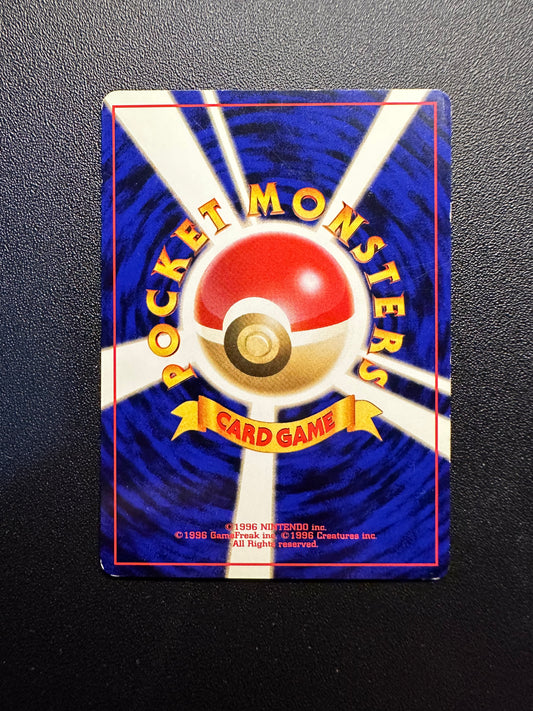 POCKET MONSTERS
CARD GAME
©1996 NINTENDO inc.
©1996 GameFreak inc. ©1996 Creatures inc.
All Rights reserved.